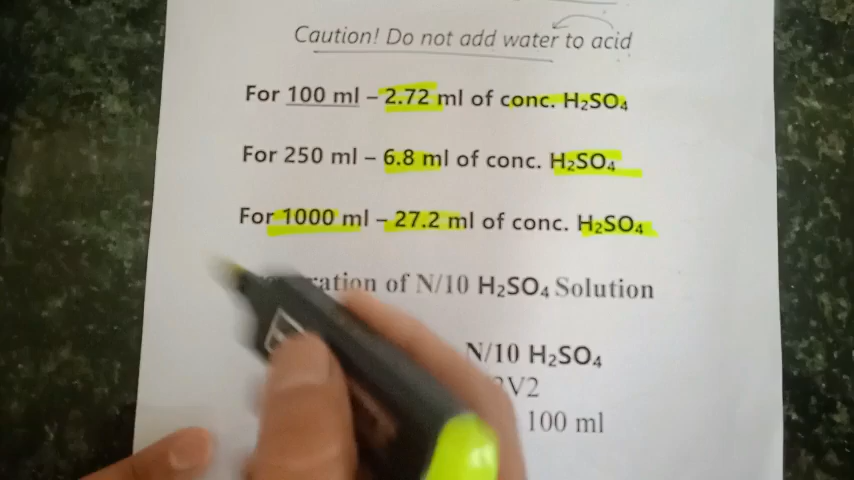 Caution! Do not add water to acid
For 100 ml – 2.72 ml of conc. H₂SO₄
For 250 ml – 6.8 ml of conc. H₂SO₄
For 1000 ml – 27.2 ml of conc. H₂SO₄
of N/10 H₂SO₄ Solution
N/10 H₂SO₄
100 ml